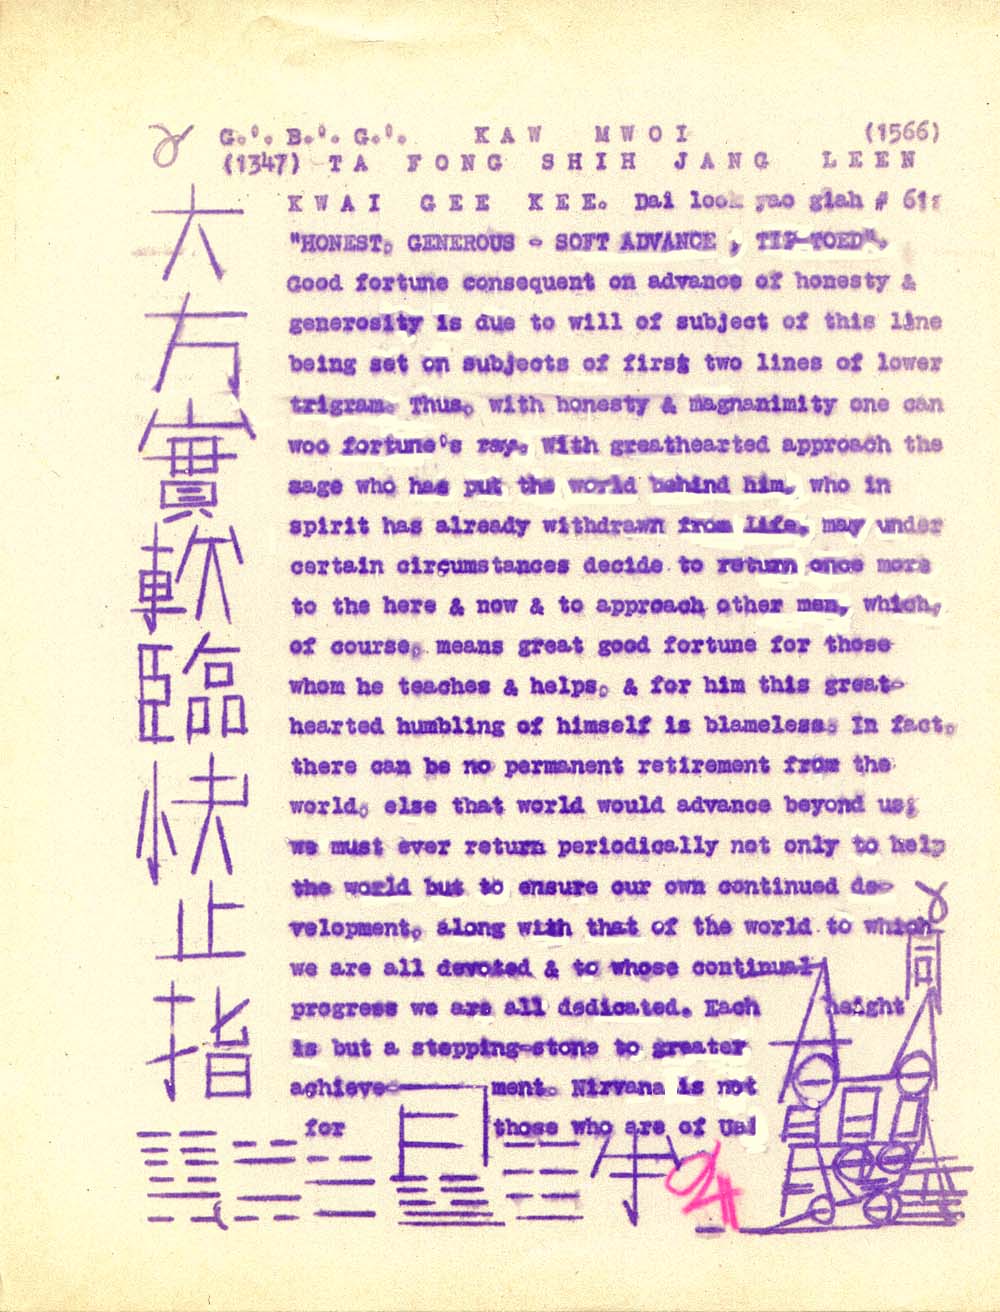 G.'. B.'. G.'. KAW MWOI (1566)
(1347) TA FONG SHIH JANG LEEN
KWAI GEE KEE. Dai look yao giah # 61:
"HONEST, GENEROUS - SOFT ADVANCE, TIP-TOED".
Good fortune consequent on advance of honesty &
generosity is due to will of subject of this line
being set on subjects of first two lines of lower
trigram. Thus, with honesty & magnanimity one can
woo fortune's ray. With greathearted approach the
sage who has put the world behind him, who in
spirit has already withdrawn from life, may under
certain circumstances decide to return once more
to the here & now & to approach other men, which,
of course, means great good fortune for those
whom he teaches & helps, & for him this great-
hearted humbling of himself is blameless. In fact,
there can be no permanent retirement from the
world, else that world would advance beyond us;
we must ever return periodically not only to help
the world but to ensure our own continued de-
velopment, along with that of the world to which
we are all devoted & to whose continual
progress we are all dedicated. Each height
is but a stepping-stone to greater
achieve-ment. Nirvana is not
for those who are of Uai
六
方
實
軟
臨
快
止
指
94